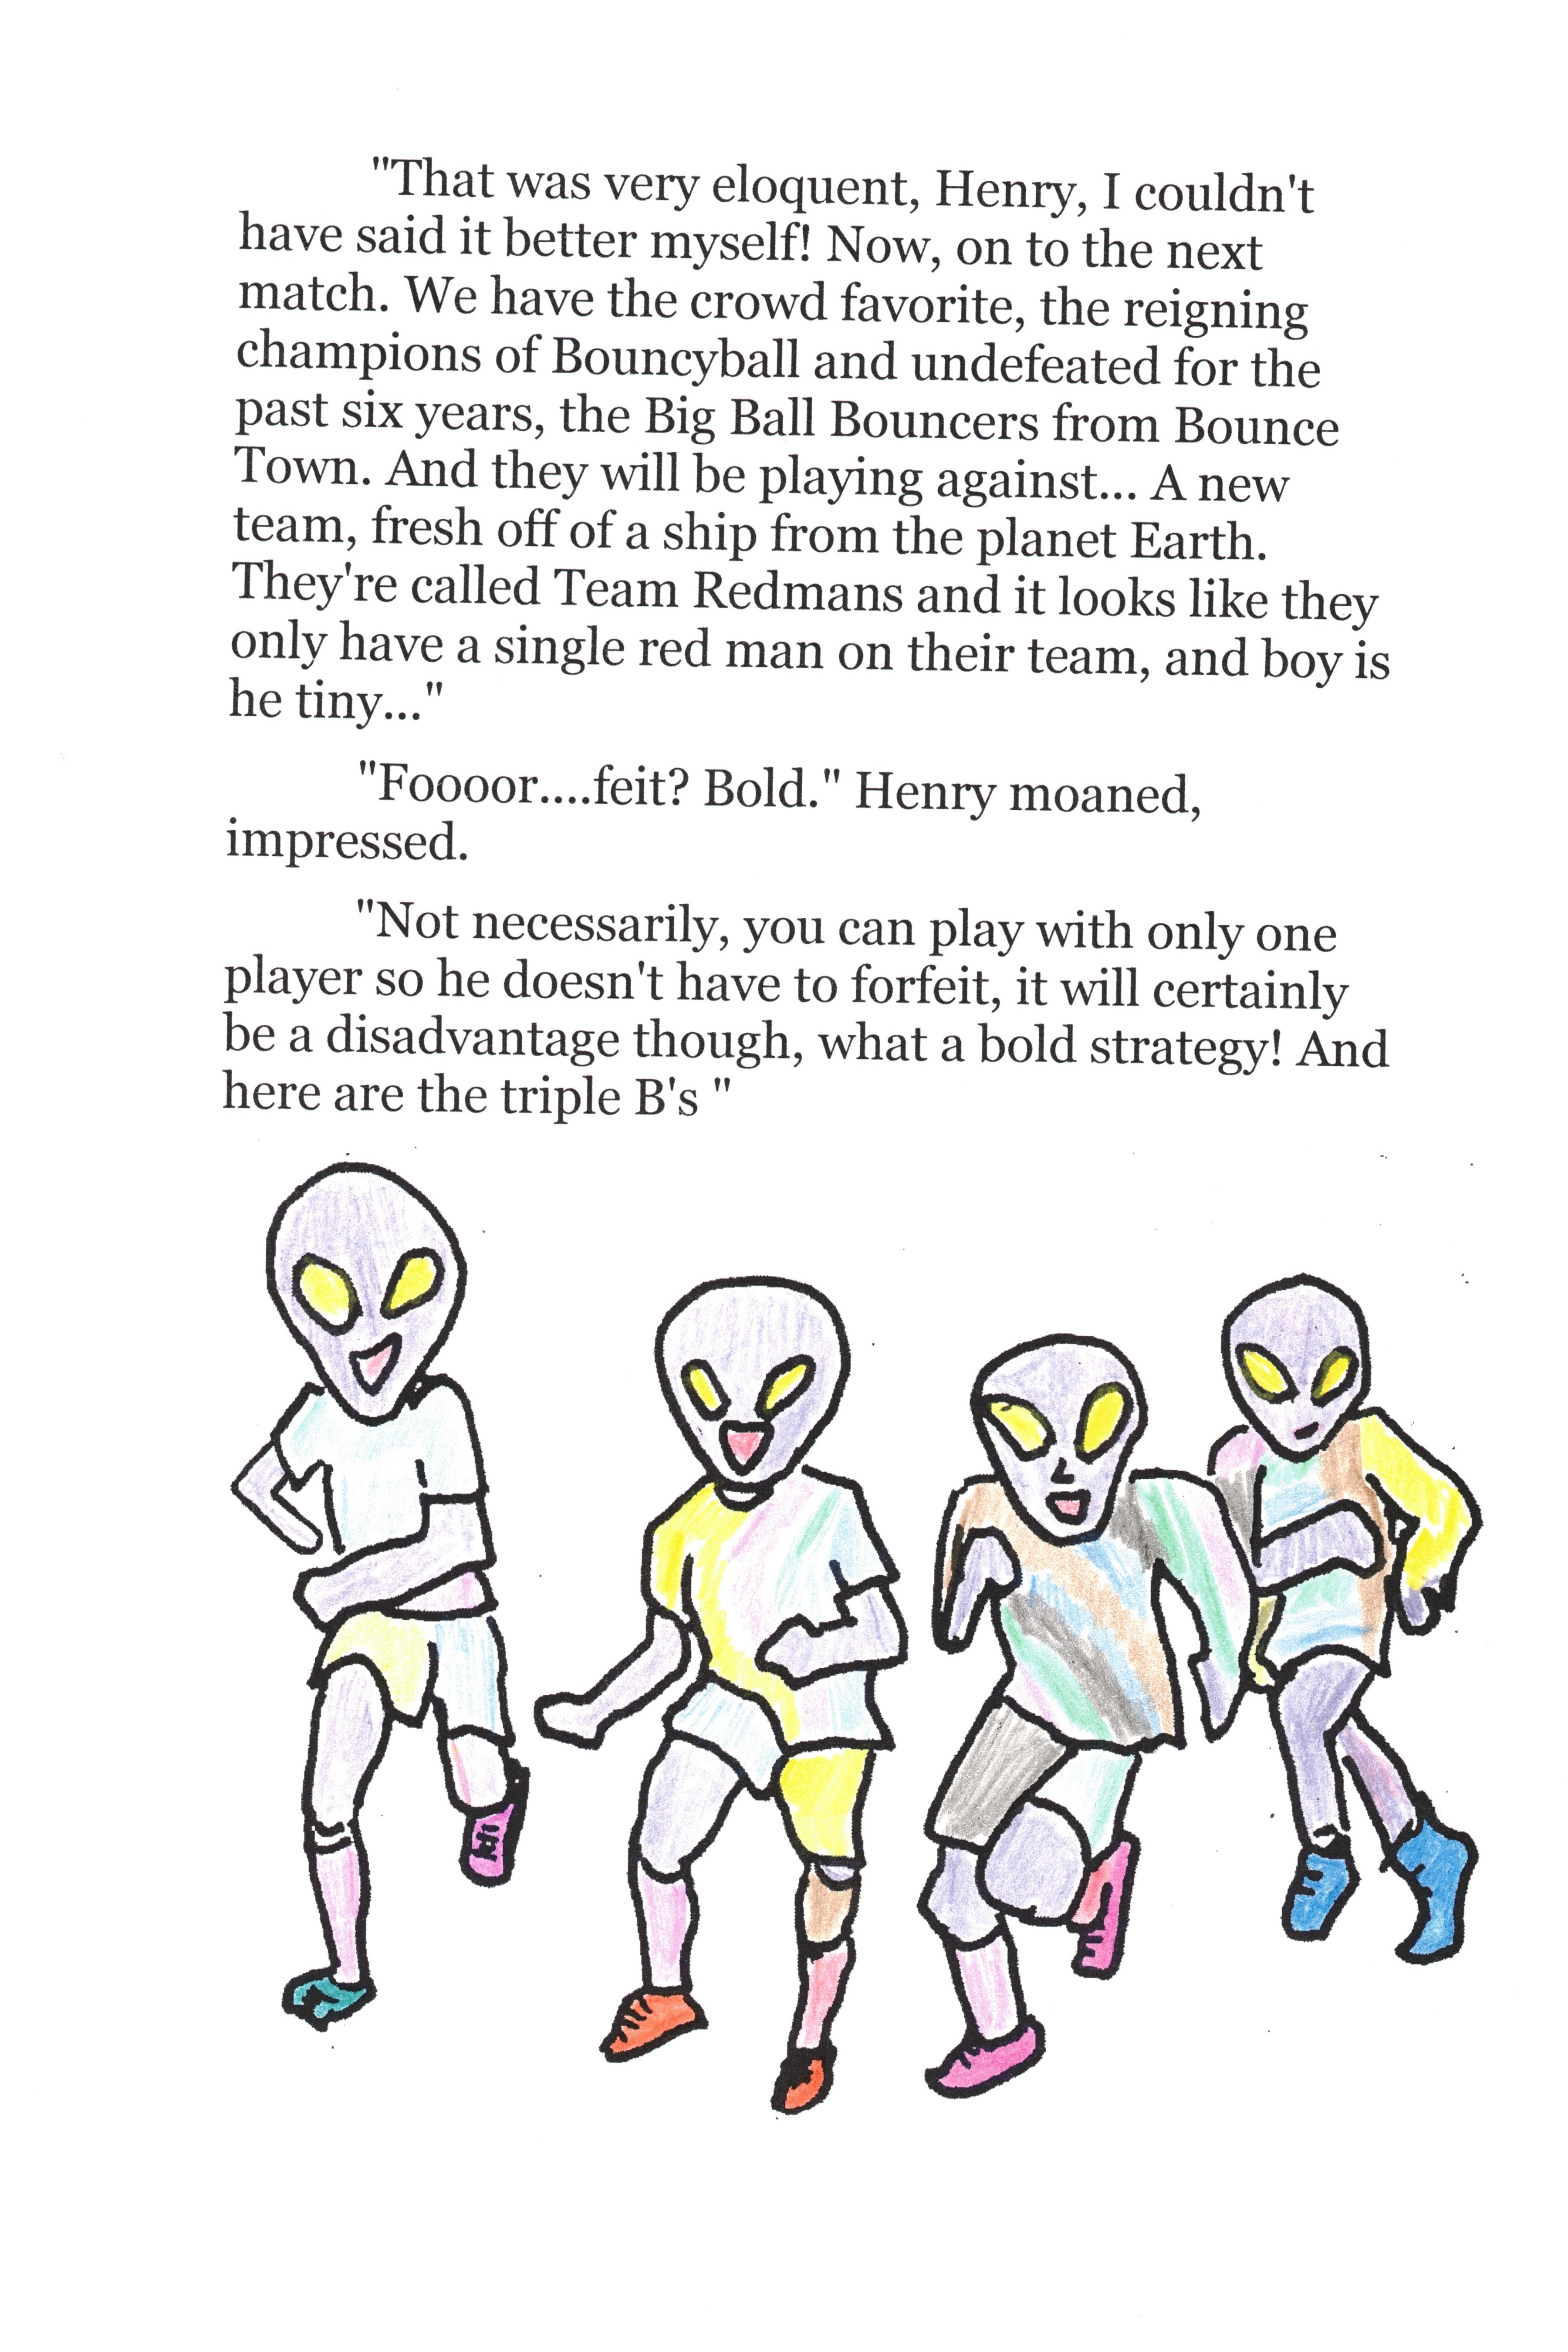 "That was very eloquent, Henry, I couldn't
have said it better myself! Now, on to the next
match. We have the crowd favorite, the reigning
champions of Bouncyball and undefeated for the
past six years, the Big Ball Bouncers from Bounce
Town. And they will be playing against... A new
team, fresh off of a ship from the planet Earth.
They're called Team Redmans and it looks like they
only have a single red man on their team, and boy is
he tiny..."
"Foooor....feit? Bold." Henry moaned,
impressed.
"Not necessarily, you can play with only one
player so he doesn't have to forfeit, it will certainly
be a disadvantage though, what a bold strategy! And
here are the triple B's "